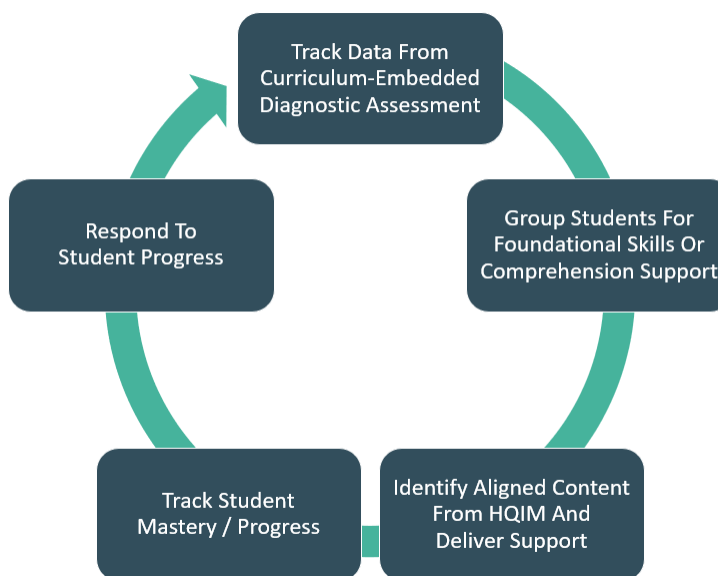 Track Data From
Curriculum-Embedded
Diagnostic Assessment
Group Students For
Foundational Skills Or
Comprehension Support
Identify Aligned Content
From HQIM And
Deliver Support
Track Student
Mastery / Progress
Respond To
Student Progress